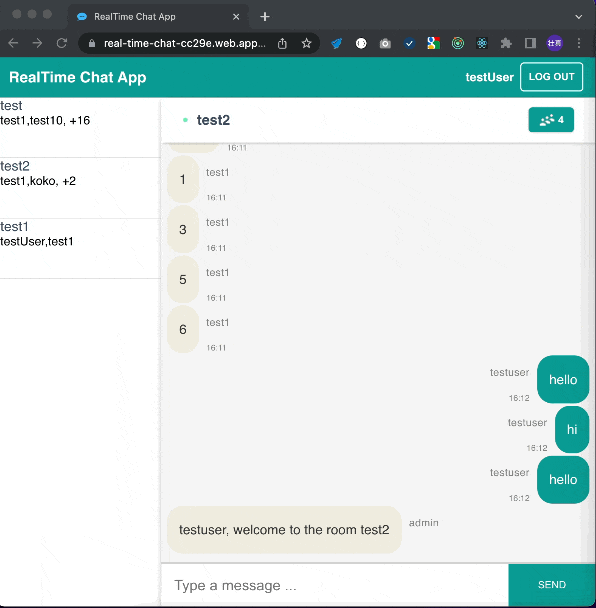 RealTime Chat App
real-time-chat-cc29e.web.app...
壮真
RealTime Chat App
testUser
LOG OUT
test
test1,test10, +16
test2
test1,koko, +2
test1
testUser,test1
test2
4
16:11
1
test1
16:11
3
test1
16:11
5
test1
16:11
6
test1
16:11
testuser
hello
16:12
testuser
hi
16:12
testuser
hello
16:12
testuser, welcome to the room test2
admin
Type a message ...
SEND